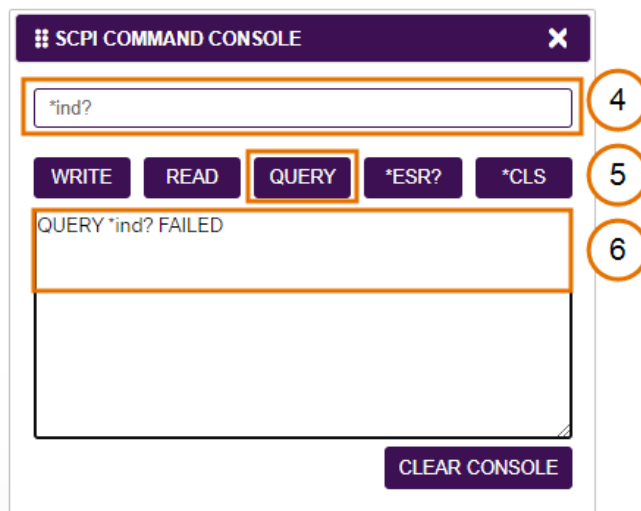 SCPI COMMAND CONSOLE
*ind?
4
WRITE READ QUERY *ESR? *CLS
5
QUERY *ind? FAILED
6
CLEAR CONSOLE